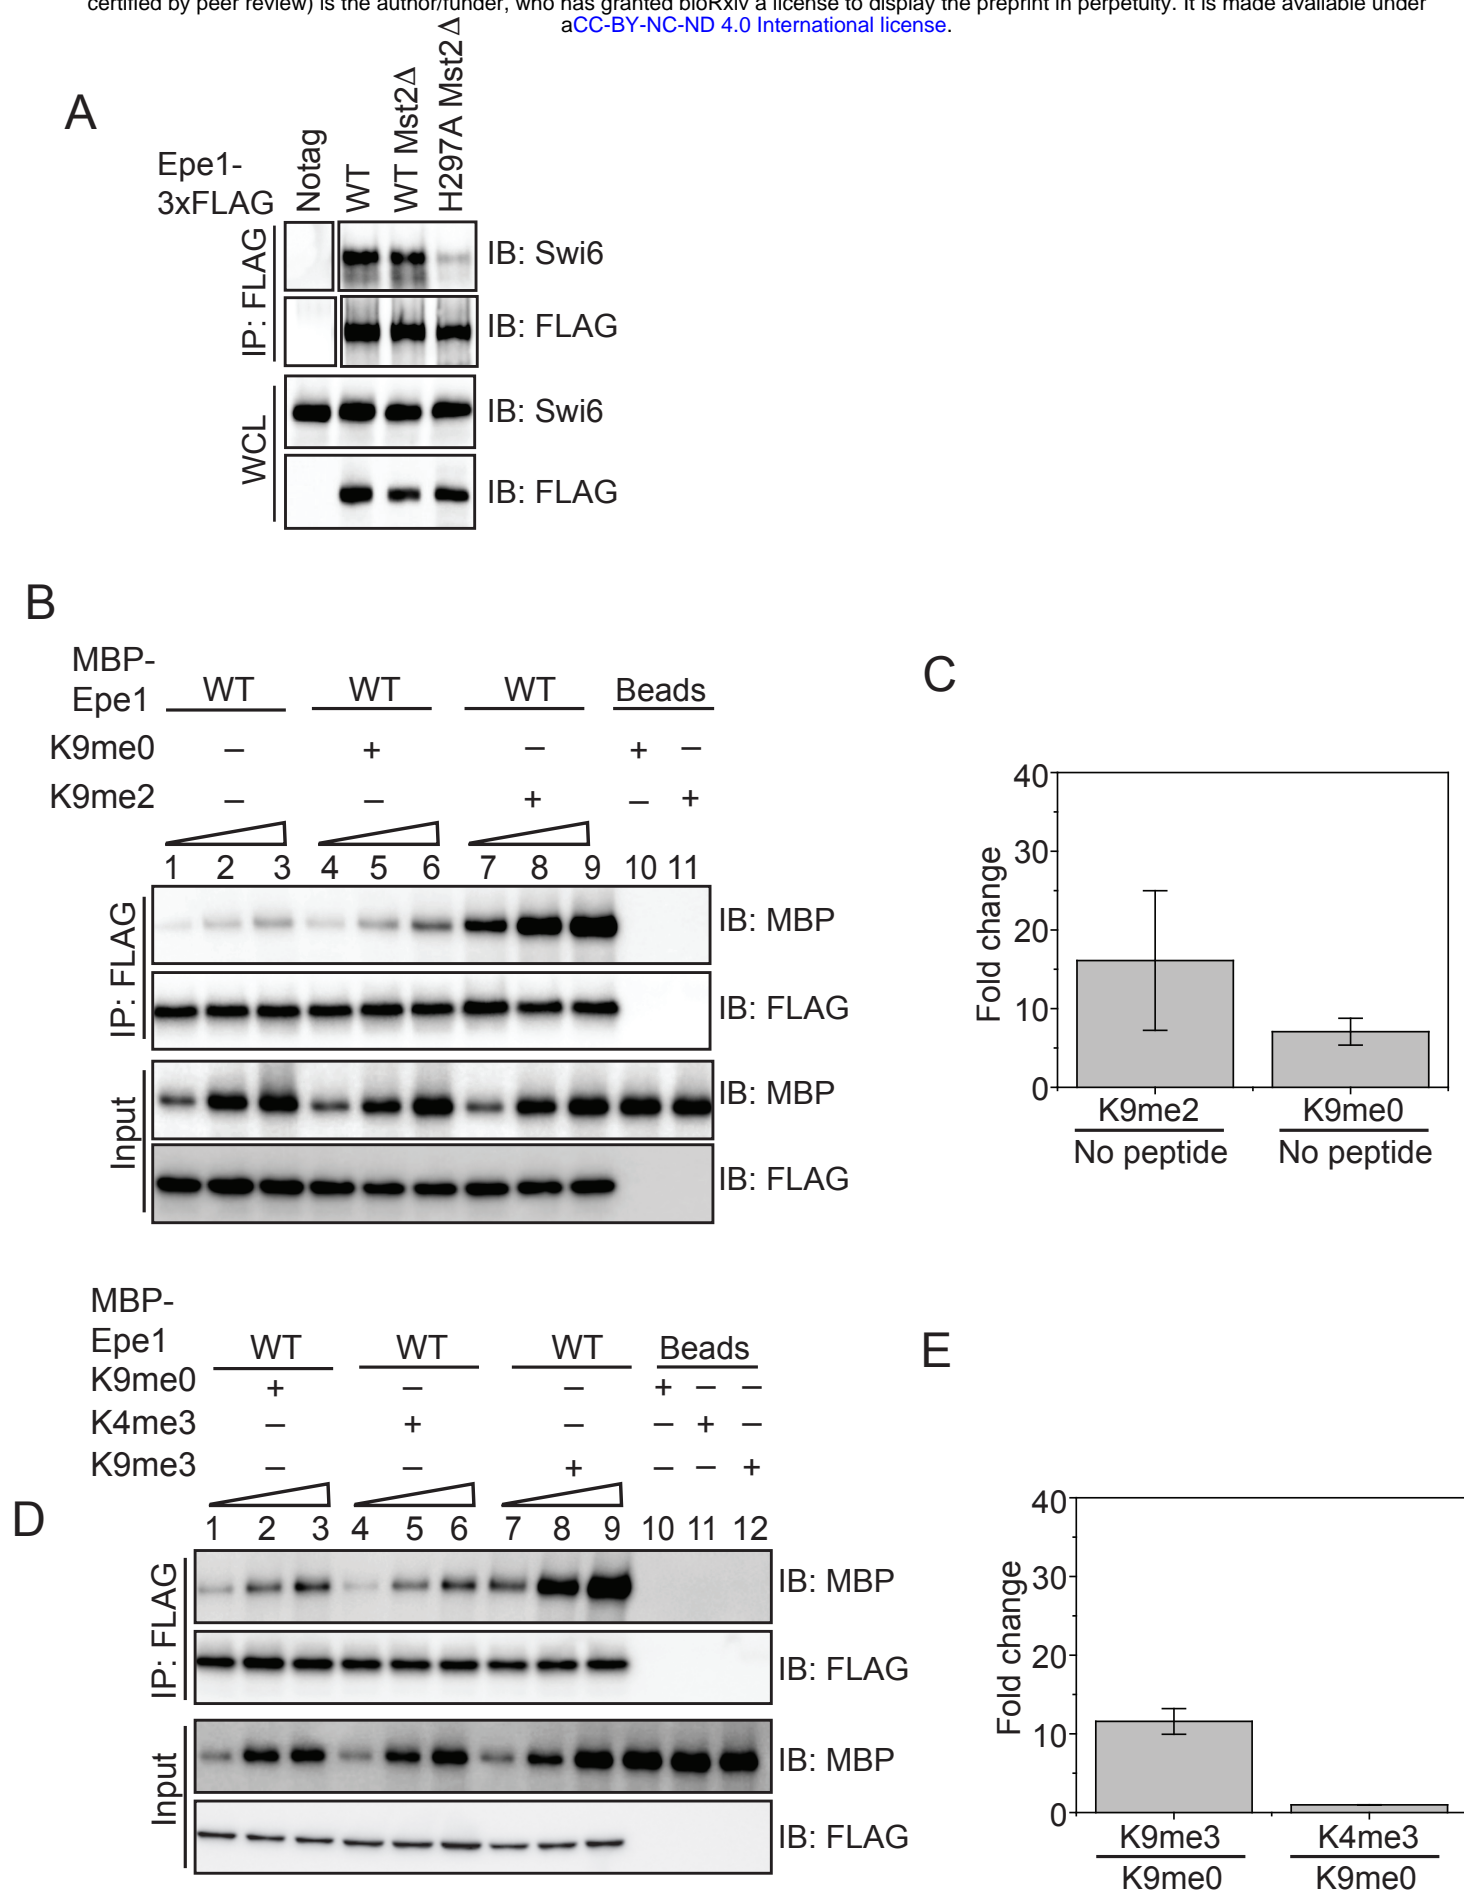 certified by peer review) is the author/funder, who has granted bioRxiv a license to display the preprint in perpetuity. It is made available under
aCC-BY-NC-ND 4.0 International license.
A
Epe1-
3xFLAG
Notag
WT
WT Mst2Δ
H297A Mst2Δ
IP: FLAG
IB: Swi6
IB: FLAG
WCL
IB: Swi6
IB: FLAG
B
MBP-
Epe1 WT WT WT Beads
K9me0 – + – + –
K9me2 – – + – +
1 2 3 4 5 6 7 8 9 10 11
IP: FLAG
IB: MBP
IB: FLAG
Input
IB: MBP
IB: FLAG
C
Fold change
40
30
20
10
0
K9me2 K9me0
No peptide No peptide
MBP-
Epe1 WT WT WT Beads
K9me0 + – – + – –
K4me3 – + – – + –
K9me3 – – + – – +
D
1 2 3 4 5 6 7 8 9 10 11 12
IP: FLAG
IB: MBP
IB: FLAG
Input
IB: MBP
IB: FLAG
E
Fold change
40
30
20
10
0
K9me3 K4me3
K9me0 K9me0